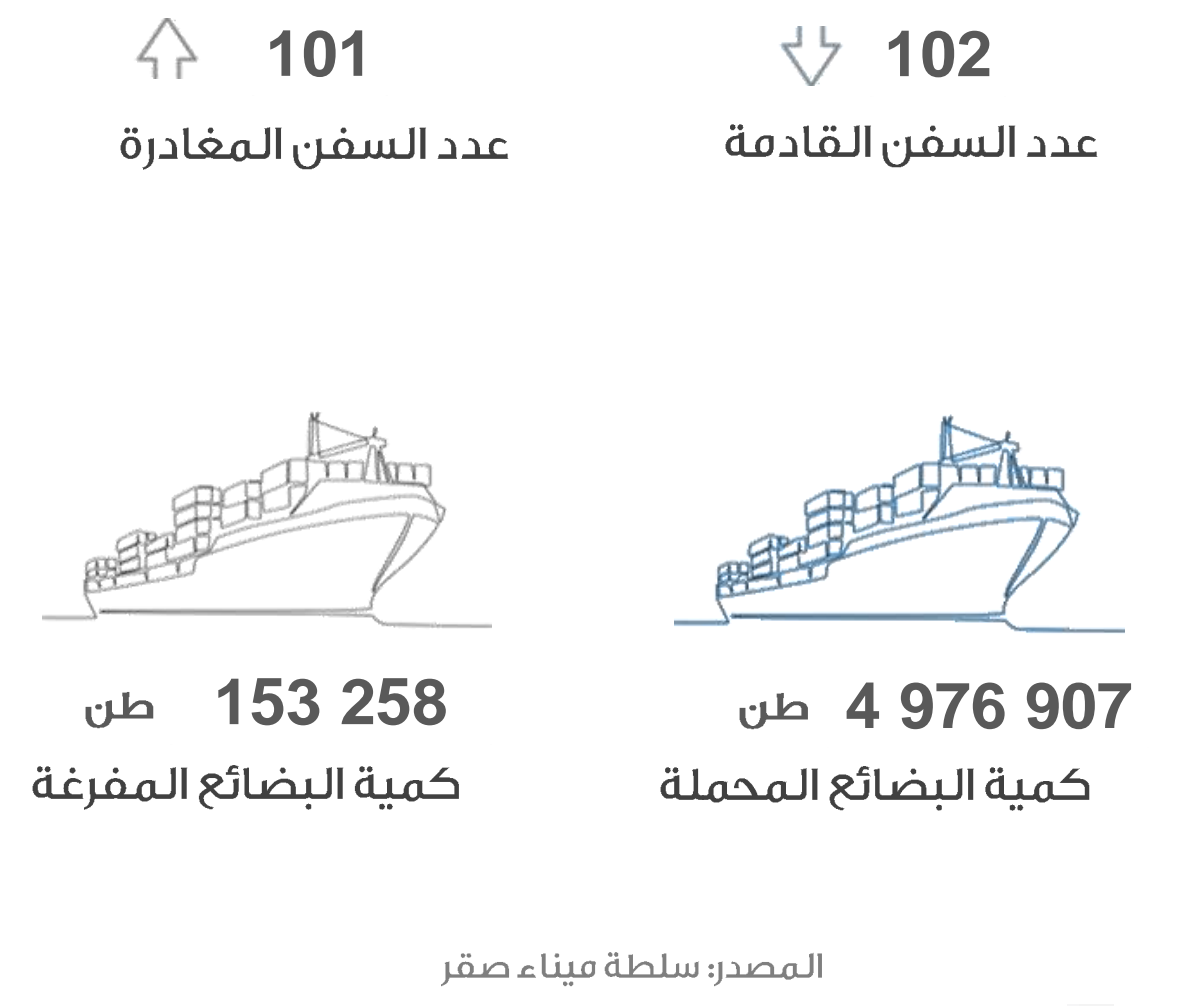 102
عدد السفن القادمة
101
عدد السفن المغادرة
4 976 907 طن
كمية البضائع المحملة
153 258 طن
كمية البضائع المفرغة
المصدر: سلطة ميناء صقر